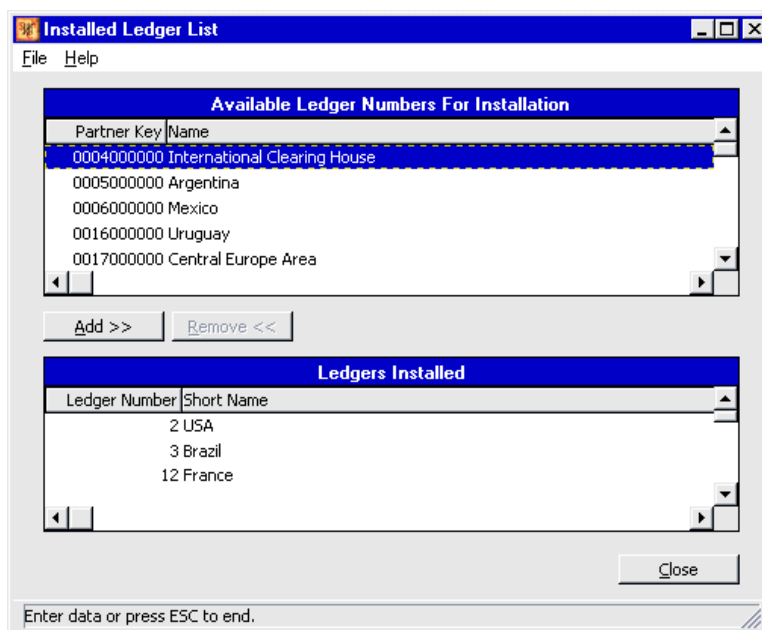 Installed Ledger List
File Help
Available Ledger Numbers For Installation
Partner Key Name
0004000000 International Clearing House
0005000000 Argentina
0006000000 Mexico
0016000000 Uruguay
0017000000 Central Europe Area
Add >> Remove <<
Ledgers Installed
Ledger Number Short Name
2 USA
3 Brazil
12 France
Close
Enter data or press ESC to end.